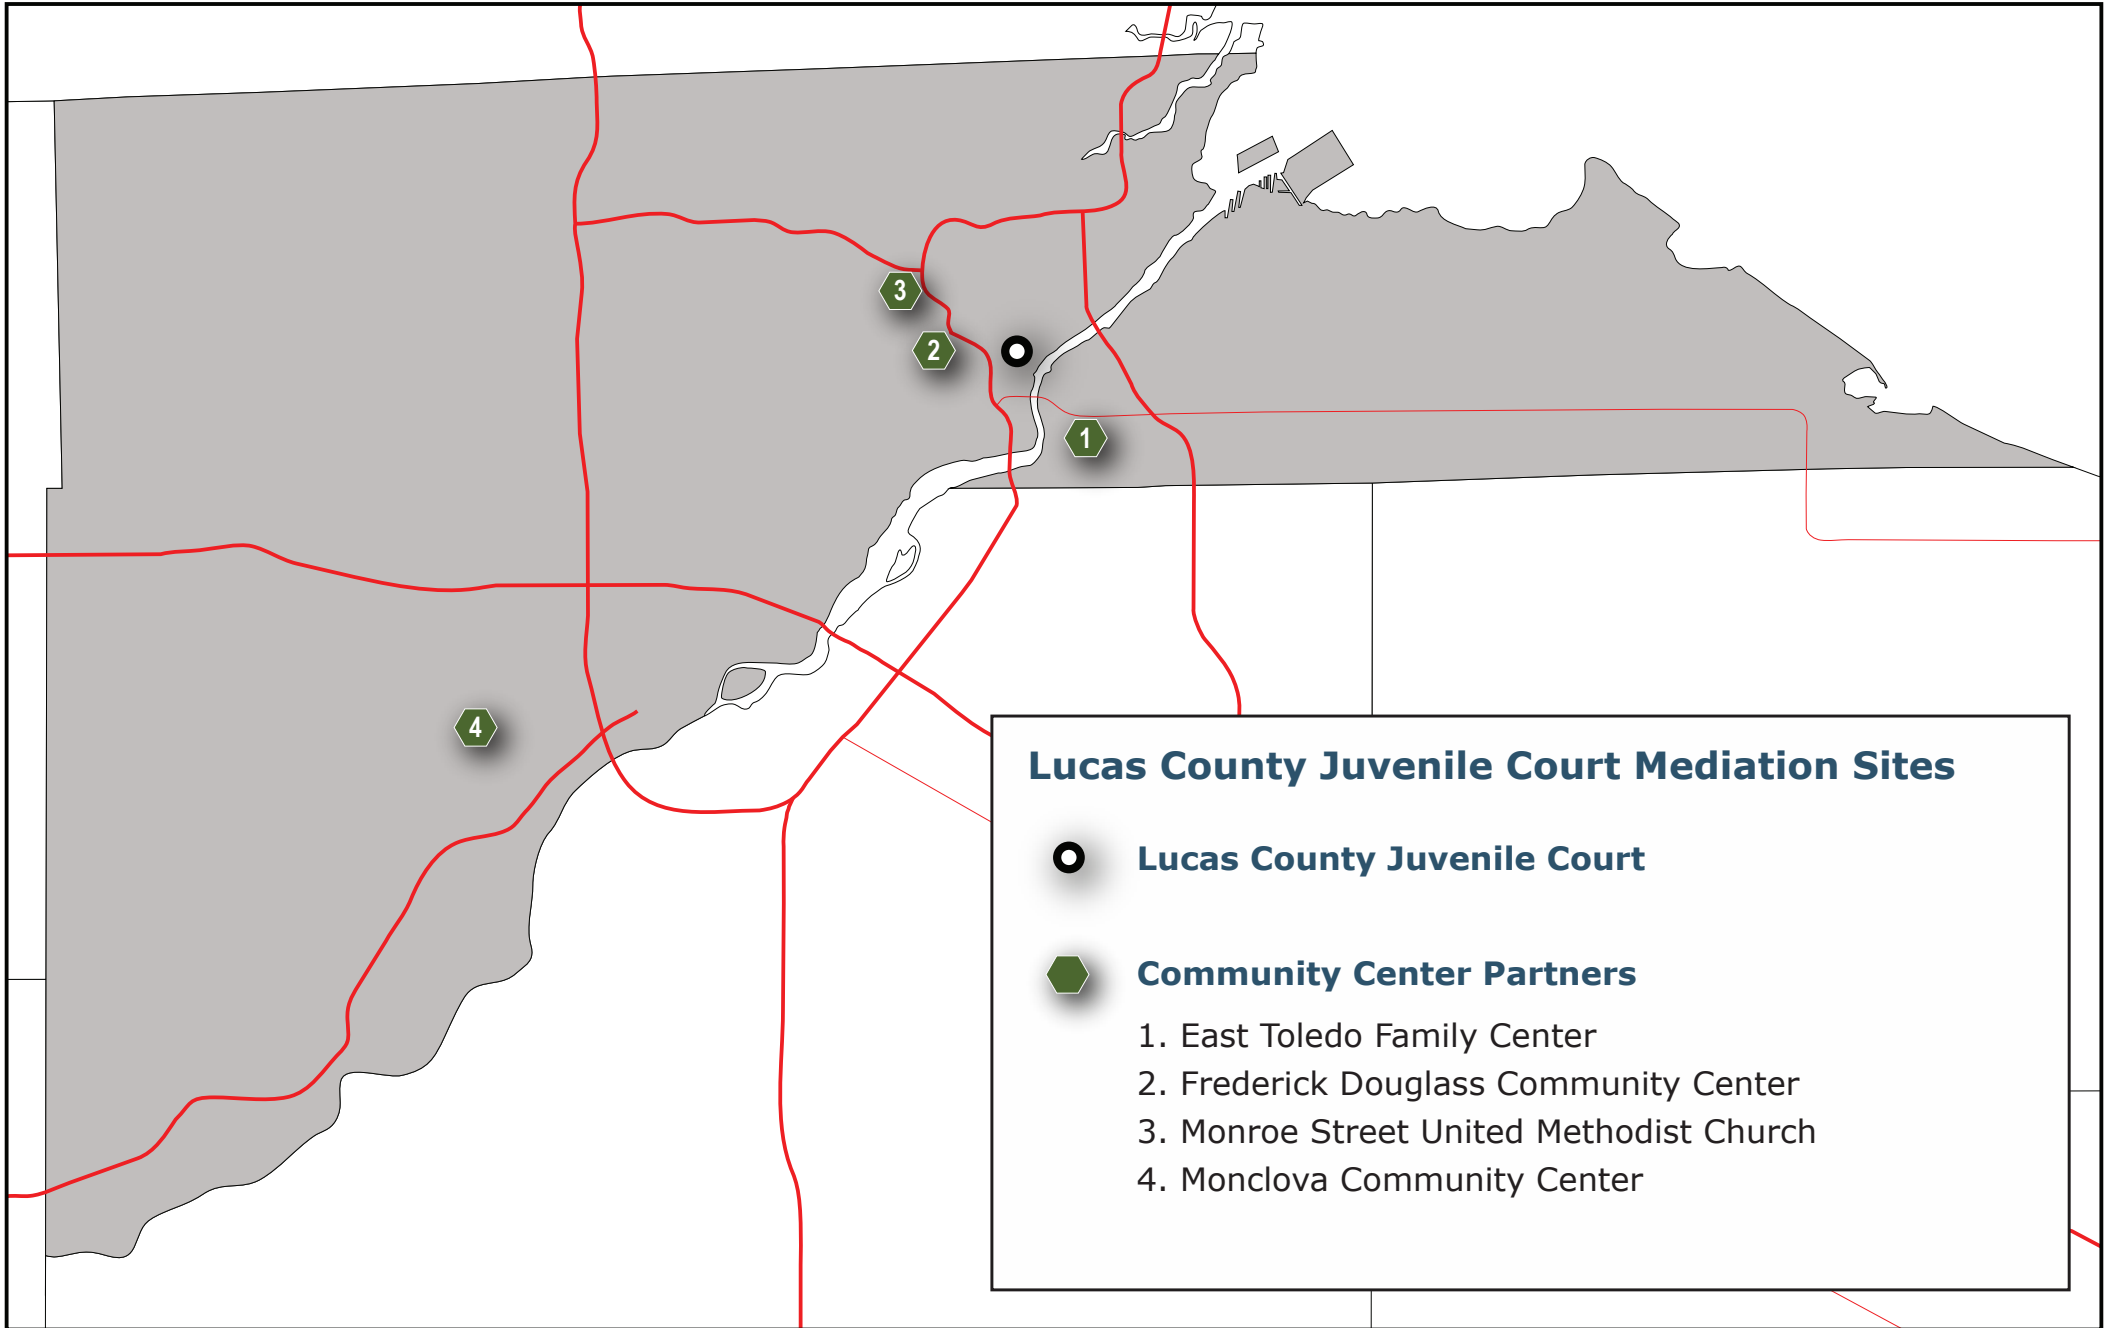 3
2
1
4
Lucas County Juvenile Court Mediation Sites
Lucas County Juvenile Court
Community Center Partners
1. East Toledo Family Center
2. Frederick Douglass Community Center
3. Monroe Street United Methodist Church
4. Monclova Community Center